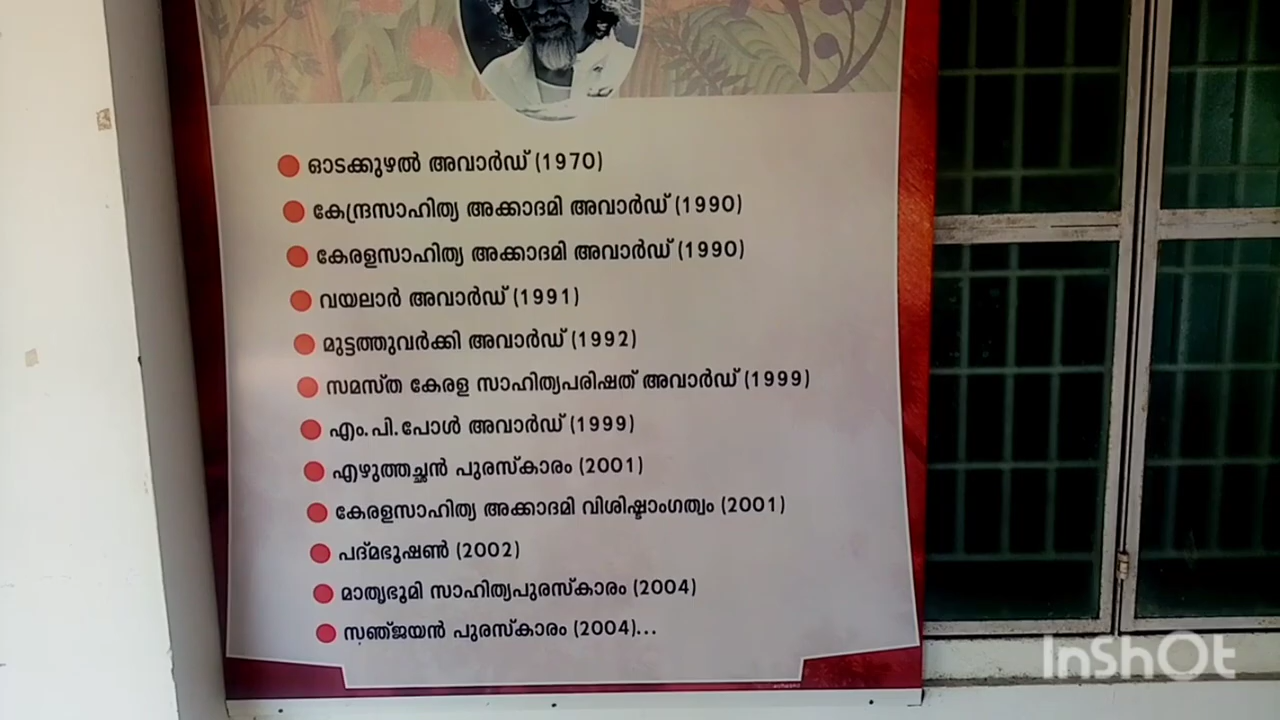 ഓടക്കുഴൽ അവാർഡ് (1970)
കേന്ദ്രസാഹിത്യ അക്കാദമി അവാർഡ് (1990)
കേരളസാഹിത്യ അക്കാദമി അവാർഡ് (1990)
വയലാർ അവാർഡ് (1991)
മുട്ടത്തുവർക്കി അവാർഡ് (1992)
സമസ്ത കേരള സാഹിത്യപരിഷത് അവാർഡ് (1999)
എം.പി.പോൾ അവാർഡ് (1999)
എഴുത്തച്ഛൻ പുരസ്കാരം (2001)
കേരളസാഹിത്യ അക്കാദമി വിശിഷ്ടാംഗത്വം (2001)
പദ്മഭൂഷൺ (2002)
മാതൃഭൂമി സാഹിത്യപുരസ്കാരം (2004)
സഞ്ജയൻ പുരസ്കാരം (2004)...
InShOt